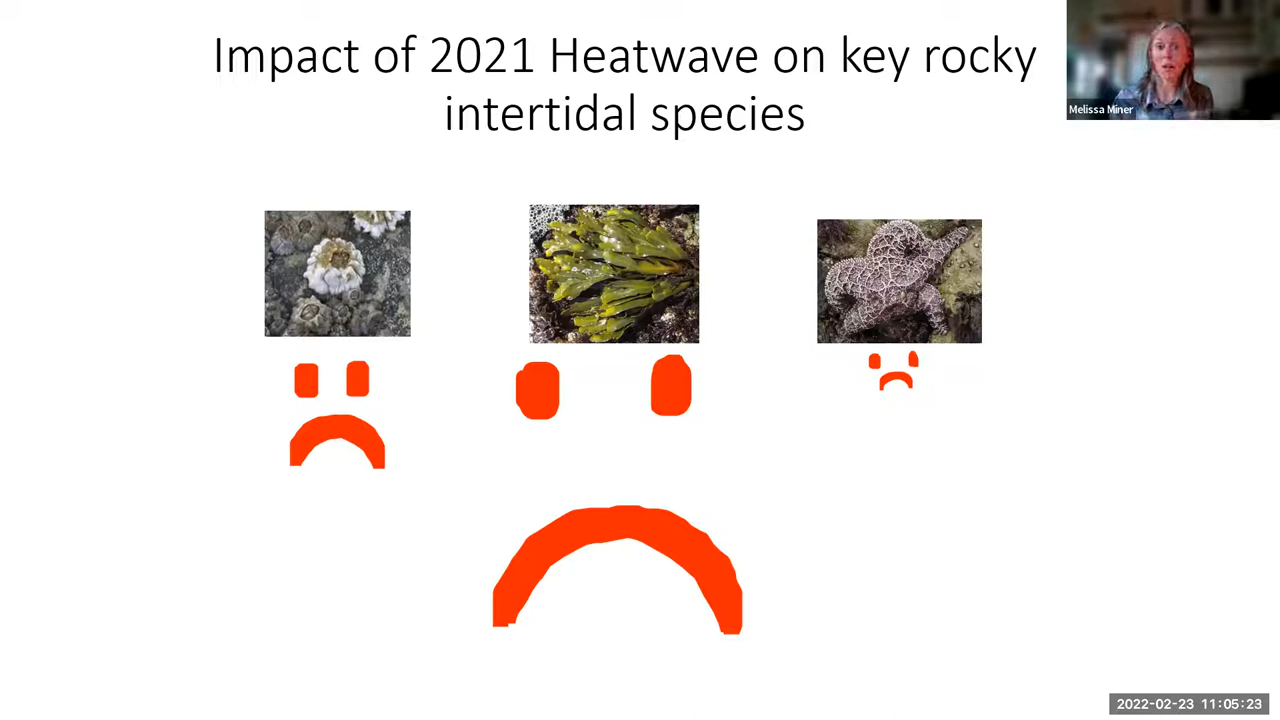 Impact of 2021 Heatwave on key rocky
intertidal species
Melissa Miner
2022-02-23 11:05:23